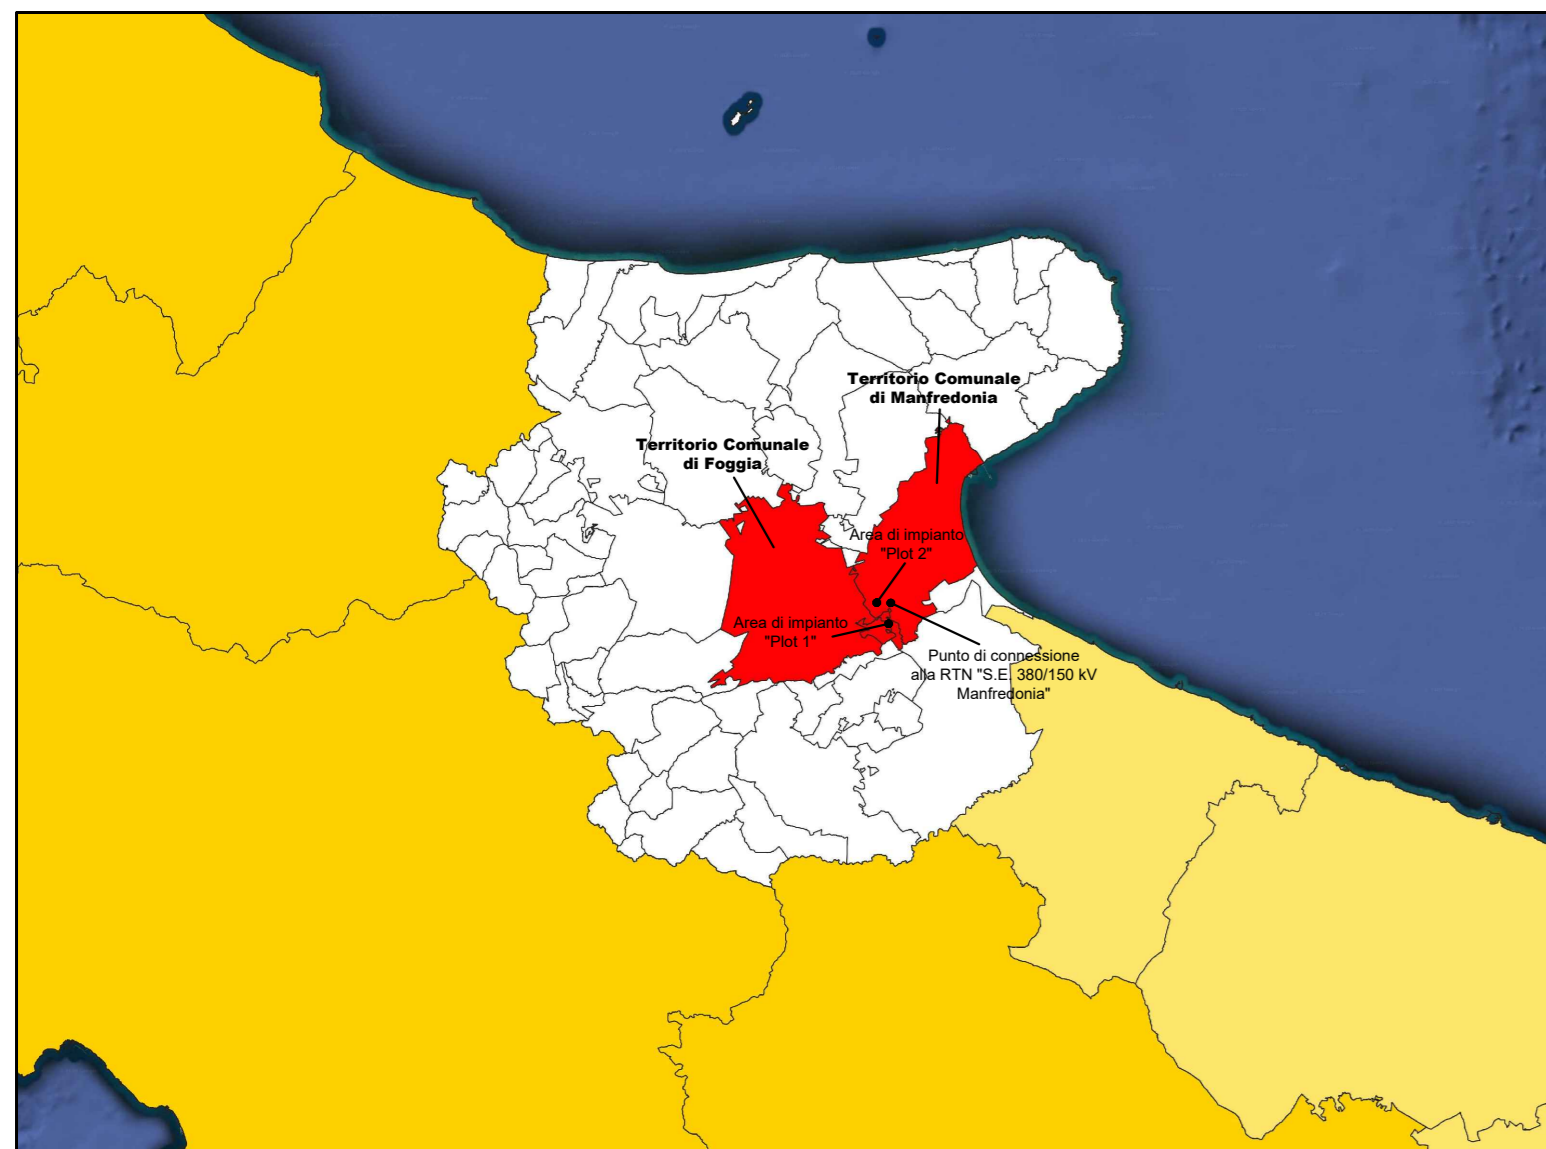 Territorio Comunale
di Manfredonia
Territorio Comunale
di Foggia
Area di impianto
"Plot 2"
Area di impianto
"Plot 1"
Punto di connessione
alla RTN "S.E. 380/150 kV
Manfredonia"